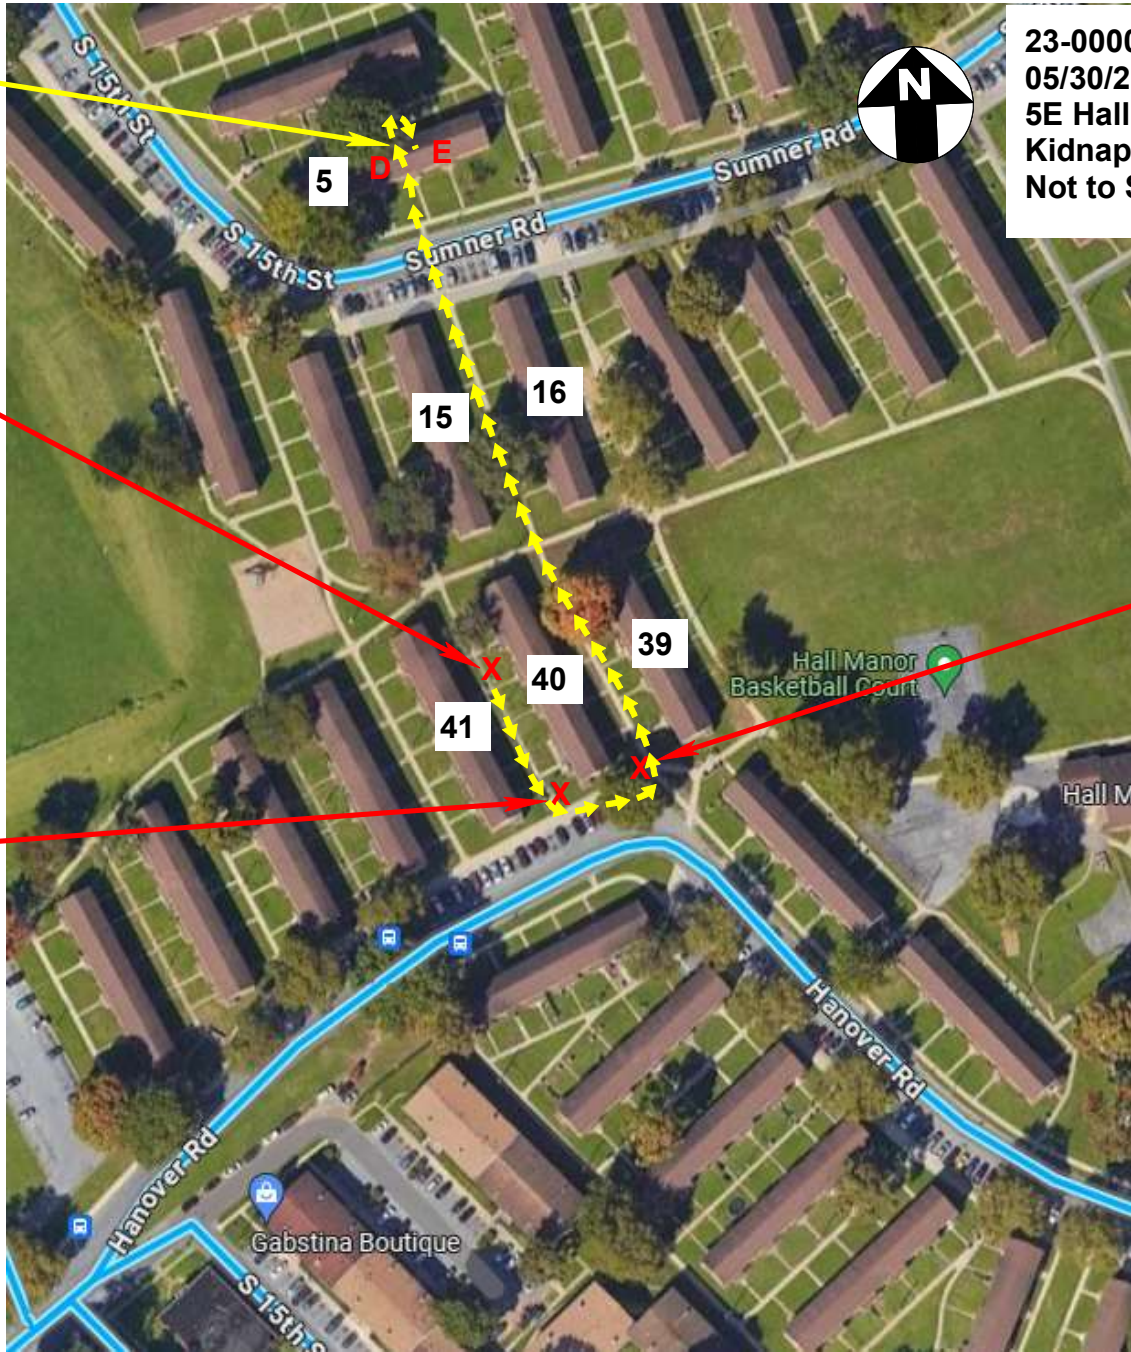 23-0000
05/30/2
5E Hall
Kidnap
Not to S
N
S 15th St
S 15th St
Sumner Rd
Sumner Rd
D
E
5
15
16
39
40
41
X
X
X
Hall Manor
Basketball Court
Hall M
Hanover Rd
Hanover Rd
Gabstina Boutique
S 15th S